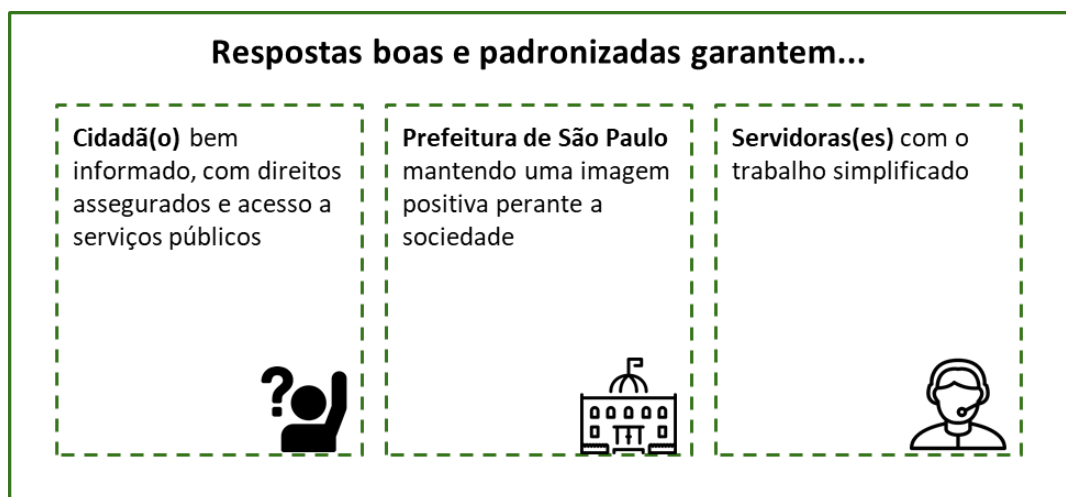 Respostas boas e padronizadas garantem...
Cidadã(o) bem
informado, com direitos
assegurados e acesso a
serviços públicos
Prefeitura de São Paulo
mantendo uma imagem
positiva perante a
sociedade
Servidoras(es) com o
trabalho simplificado